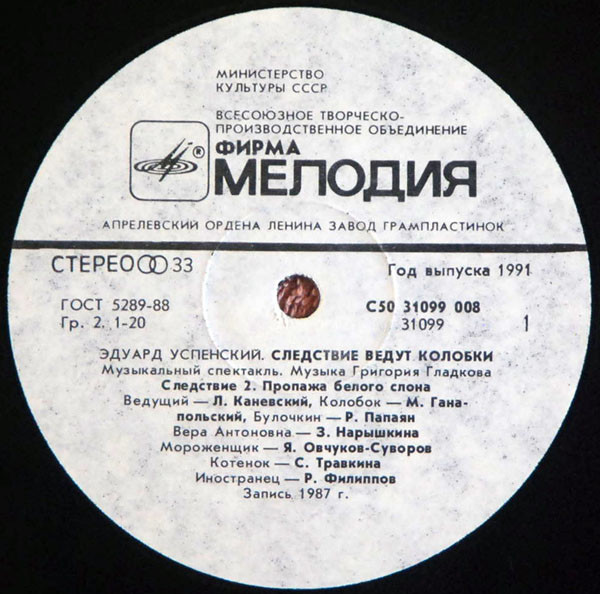 МИНИСТЕРСТВО
КУЛЬТУРЫ СССР
ВСЕСОЮЗНОЕ ТВОРЧЕСКО-
ПРОИЗВОДСТВЕННОЕ ОБЪЕДИНЕНИЕ
ФИРМА
® МЕЛОДИЯ
АПРЕЛЕВСКИЙ ОРДЕНА ЛЕНИНА ЗАВОД ГРАМПЛАСТИНОК
СТЕРЕО 33 Год выпуска 1991
ГОСТ 5289-88 С50 31099 008
Гр. 2. 1-20 31099 1
ЭДУАРД УСПЕНСКИЙ. СЛЕДСТВИЕ ВЕДУТ КОЛОБКИ
Музыкальный спектакль. Музыка Григория Гладкова
Следствие 2. Пропажа белого слона
Ведущий — Л. Каневский, Колобок — М. Гана-
польский, Булочкин — Р. Папаян
Вера Антоновна — З. Нарышкина
Мороженщик — Я. Овчуков-Суворов
Котенок — С. Травкина
Иностранец — Р. Филиппов
Запись 1987 г.